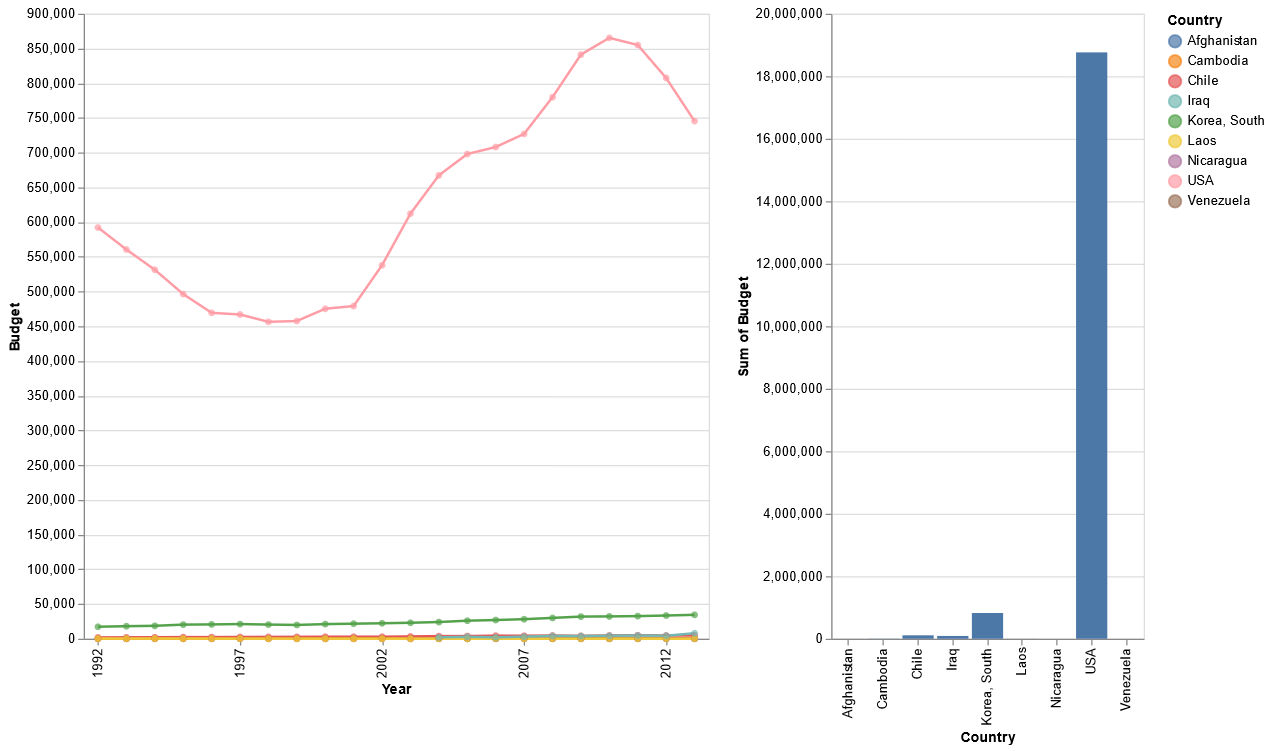 900,000
850,000
800,000
750,000
700,000
650,000
600,000
550,000
500,000
450,000
400,000
350,000
300,000
250,000
200,000
150,000
100,000
50,000
0
Budget
1992
1997
2002
2007
2012
Year
20,000,000
18,000,000
16,000,000
14,000,000
12,000,000
10,000,000
8,000,000
6,000,000
4,000,000
2,000,000
0
Sum of Budget
Afghanistan
Cambodia
Chile
Iraq
Korea, South
Laos
Nicaragua
USA
Venezuela
Country
Country
Afghanistan
Cambodia
Chile
Iraq
Korea, South
Laos
Nicaragua
USA
Venezuela